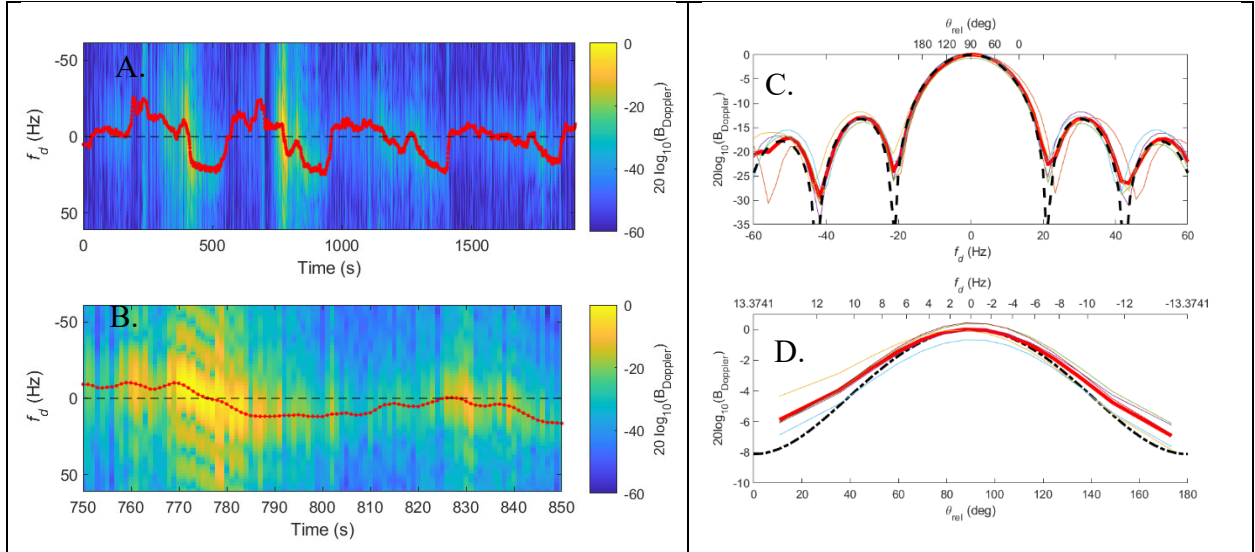 A.
-50
0
50
f_d (Hz)
0 500 1000 1500
Time (s)
0
-20
-40
-60
20 log_10(B_Doppler)
B.
-50
0
50
f_d (Hz)
750 760 770 780 790 800 810 820 830 840 850
Time (s)
0
-20
-40
-60
20 log_10(B_Doppler)
θ_rel (deg)
180 120 90 60 0
C.
0
-5
-10
-15
-20
-25
-30
-35
20log_10(B_Doppler)
-60 -40 -20 0 20 40 60
f_d (Hz)
f_d (Hz)
13.3741 12 10 8 6 4 2 0 -2 -4 -6 -8 -10 -12 -13.3741
D.
0
-2
-4
-6
-8
-10
20log_10(B_Doppler)
0 20 40 60 80 100 120 140 160 180
θ_rel (deg)